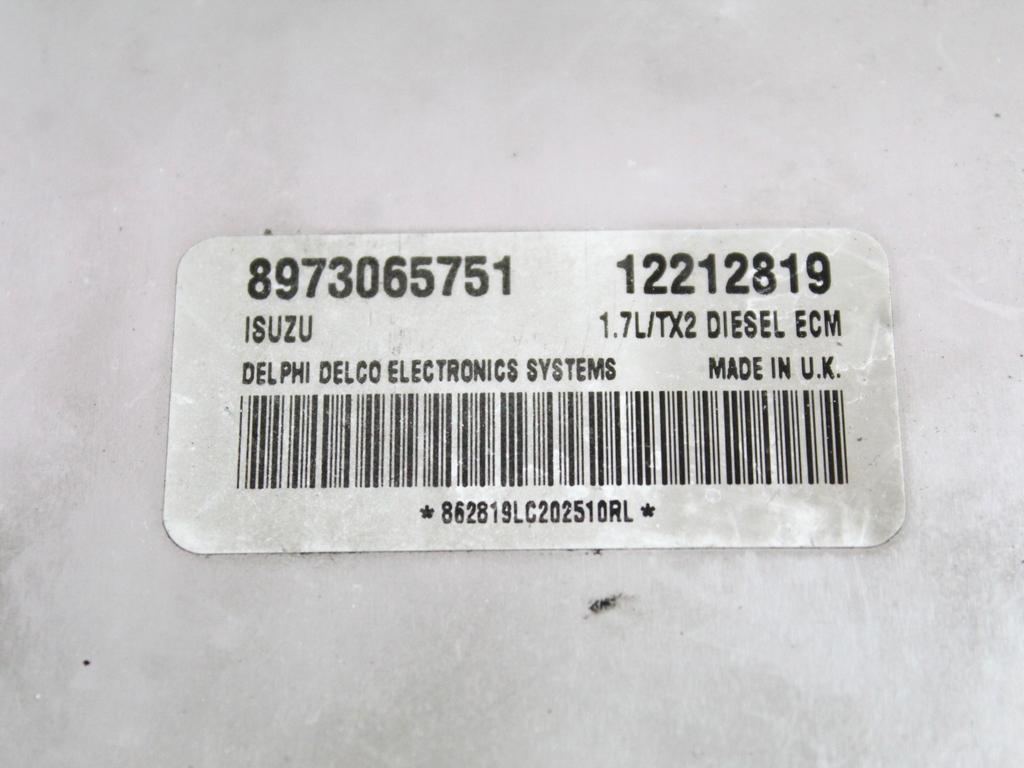 8973065751 12212819
ISUZU 1.7L/TX2 DIESEL ECM
DELPHI DELCO ELECTRONICS SYSTEMS MADE IN U.K.
*862819LC202510RL*